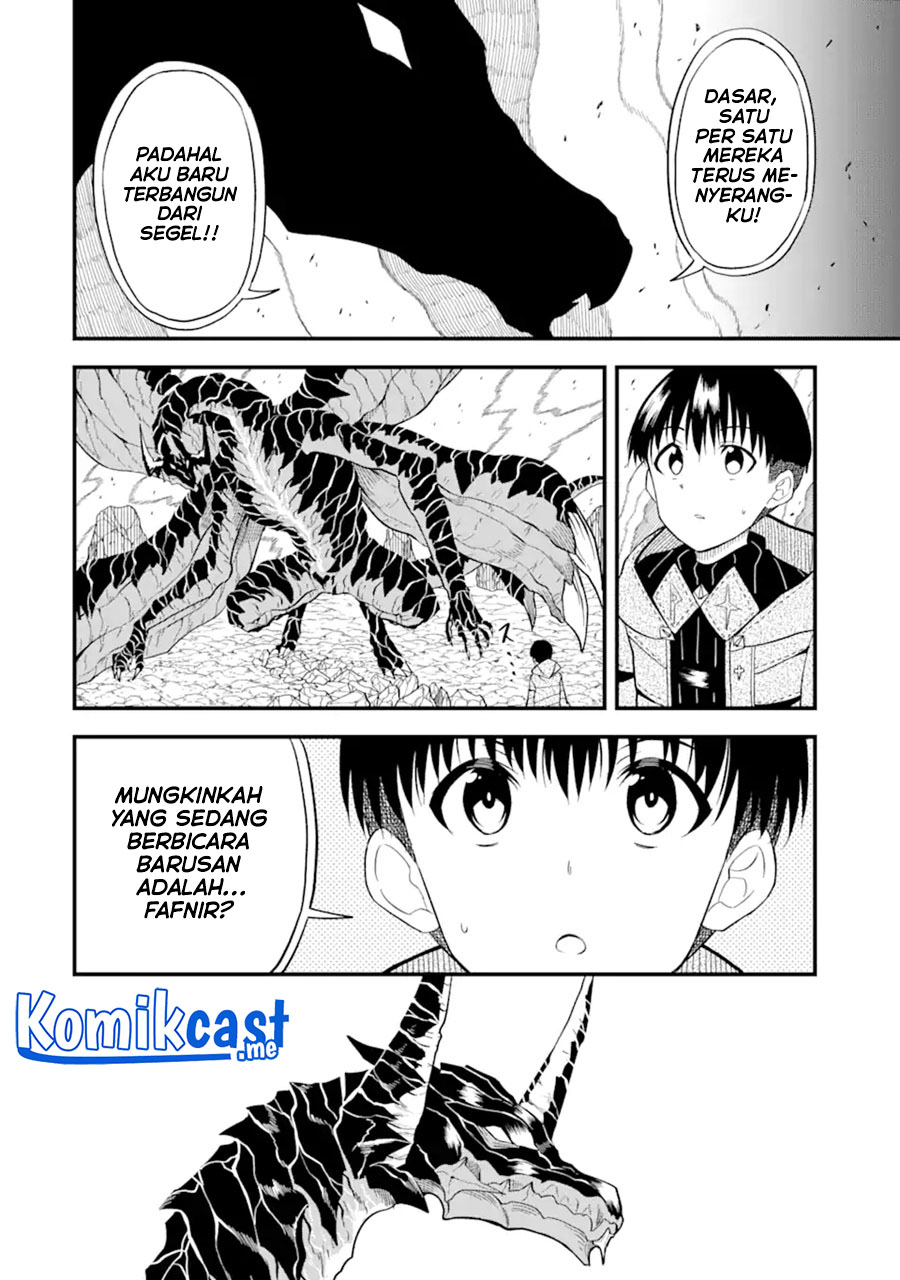 DASAR,
SATU
PER SATU
MEREKA
TERUS ME-
NYERANG-
KU!
PADAHAL
AKU BARU
TERBANGUN
DARI
SEGEL!!
ス
MUNGKINKAH
YANG SEDANG
BERBICARA
BARUSAN
ADALAH...
FAFNIR?
Komikcast
.me